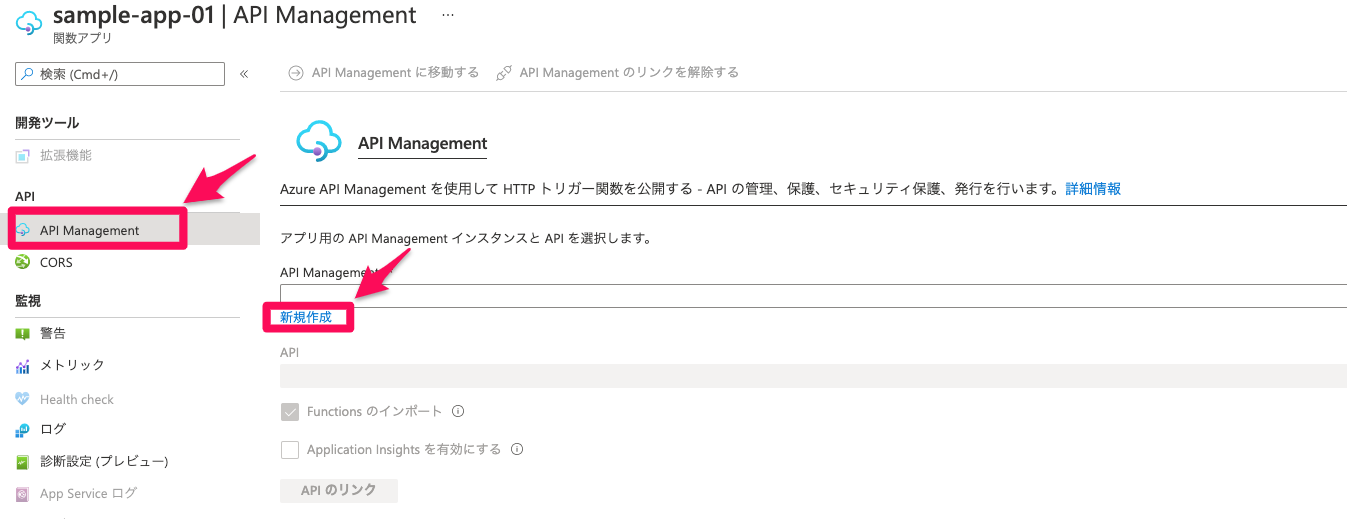 sample-app-01 | API Management ...
関数アプリ
検索 (Cmd+/)
«
API Management に移動する
API Management のリンクを解除する
開発ツール
拡張機能
API
API Management
CORS
監視
警告
メトリック
Health check
ログ
診断設定 (プレビュー)
App Service ログ
API Management
Azure API Management を使用して HTTP トリガー関数を公開する - API の管理、保護、セキュリティ保護、発行を行います。詳細情報
アプリ用の API Management インスタンスと API を選択します。
API Management
新規作成
API
Functions のインポート
Application Insights を有効にする
API のリンク